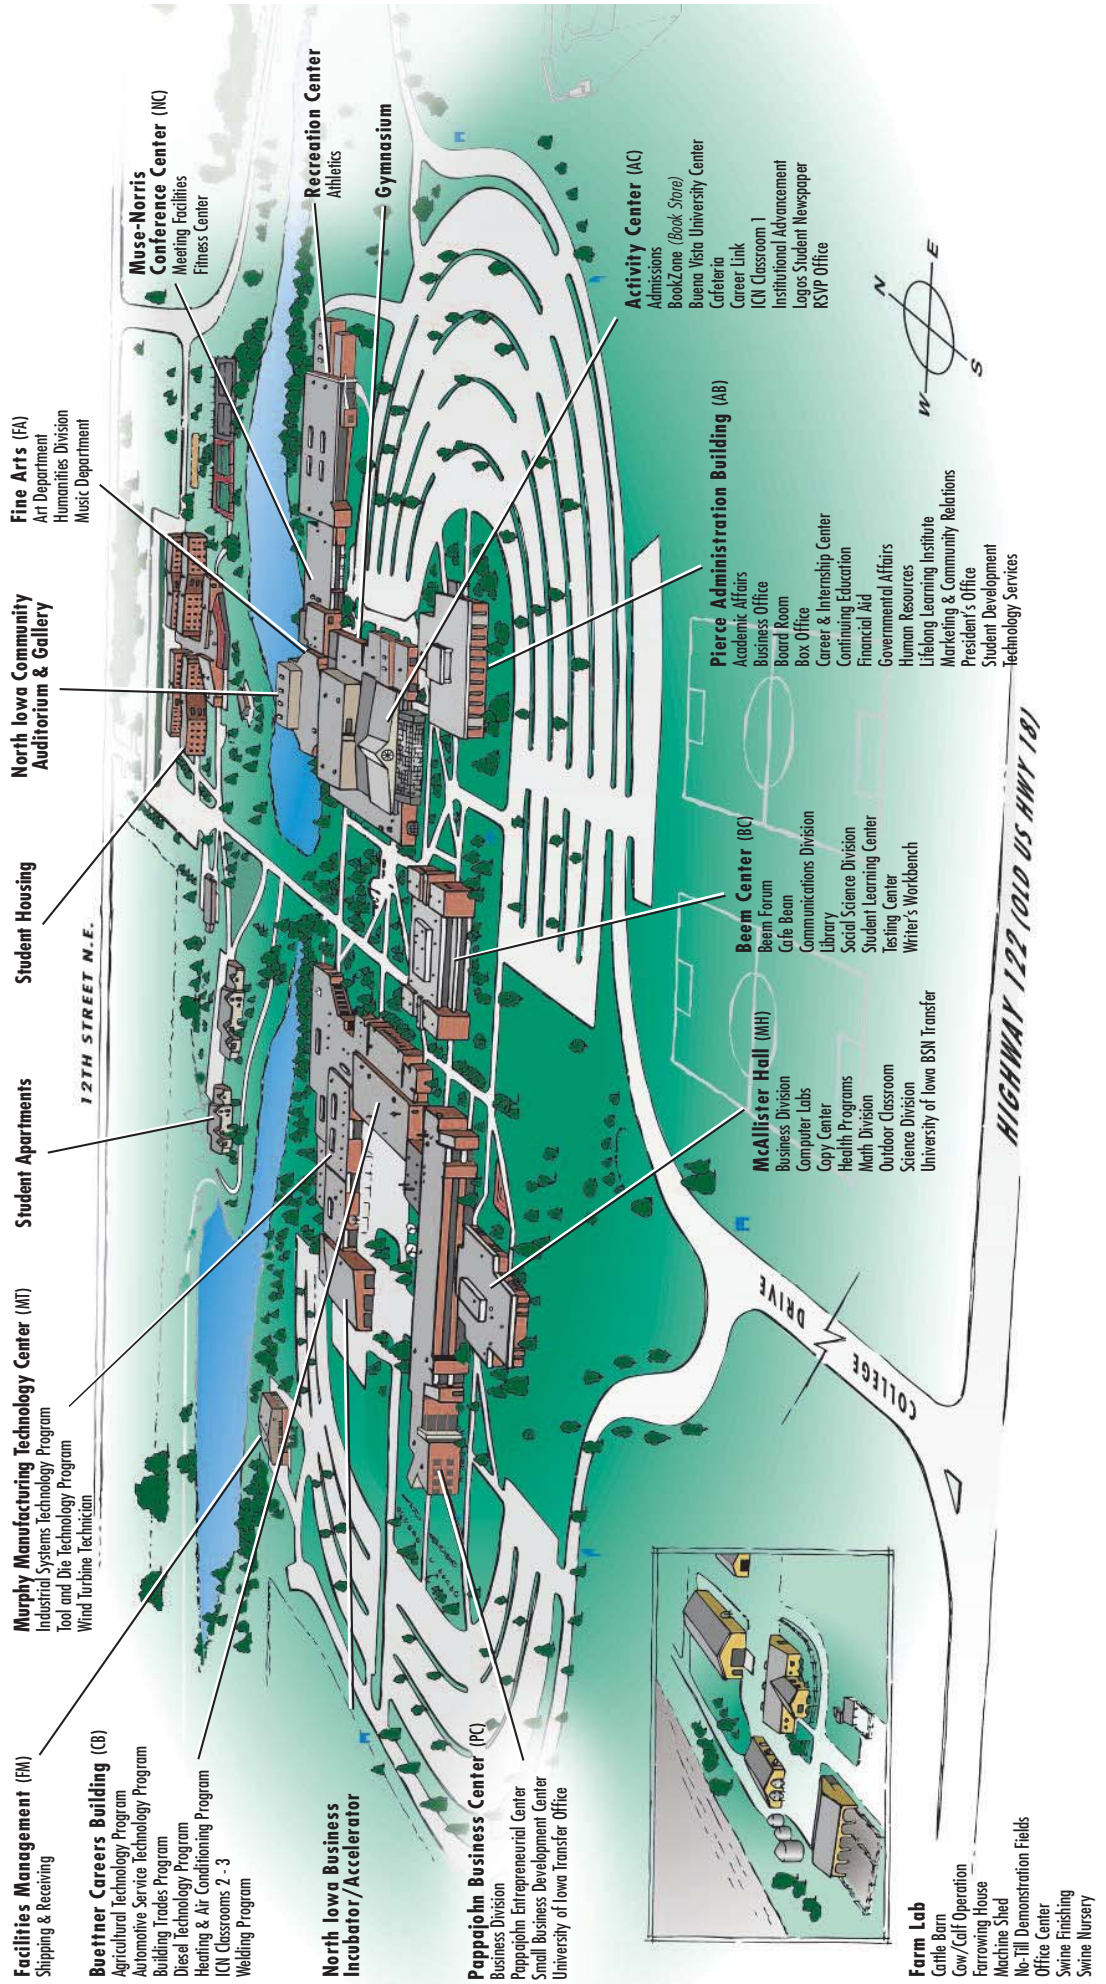 Facilities Management (FM)
Shipping & Receiving
Buettner Careers Building (CB)
Agricultural Technology Program
Automotive Service Technology Program
Building Trades Program
Diesel Technology Program
Heating & Air Conditioning Program
ICN Classrooms 2 - 3
Welding Program
North Iowa Business
Incubator/Accelerator
Pappajohn Business Center (PC)
Business Division
Pappajohn Entrepreneurial Center
Small Business Development Center
University of Iowa Transfer Office
Farm Lab
Cattle Barn
Cow/Calf Operation
Farrowing House
Machine Shed
No-Till Demonstration Fields
Office Center
Swine Finishing
Swine Nursery
Murphy Manufacturing Technology Center (MT)
Industrial Systems Technology Program
Tool and Die Technology Program
Wind Turbine Technician
Student Apartments
12TH STREET N.E.
Student Housing
North Iowa Community
Auditorium & Gallery
Fine Arts (FA)
Art Department
Humanities Division
Music Department
Muse-Norris
Conference Center (NC)
Meeting Facilities
Fitness Center
Recreation Center
Athletics
Gymnasium
Activity Center (AC)
Admissions
BookZone (Book Store)
Buena Vista University Center
Cafeteria
Career Link
ICN Classroom 1
Institutional Advancement
Logos Student Newspaper
RSVP Office
Pierce Administration Building (AB)
Academic Affairs
Business Office
Board Room
Box Office
Career & Internship Center
Continuing Education
Financial Aid
Governmental Affairs
Human Resources
Lifelong Learning Institute
Marketing & Community Relations
President's Office
Student Development
Technology Services
Beem Center (BC)
Beem Forum
Cafe Bean
Communications Division
Library
Social Science Division
Student Learning Center
Testing Center
Writer's Workbench
McAllister Hall (MH)
Business Division
Computer Labs
Copy Center
Health Programs
Math Division
Outdoor Classroom
Science Division
University of Iowa BSN Transfer
COLLEGE DRIVE
HIGHWAY 122 (OLD US HWY 18)
N
W
E
S